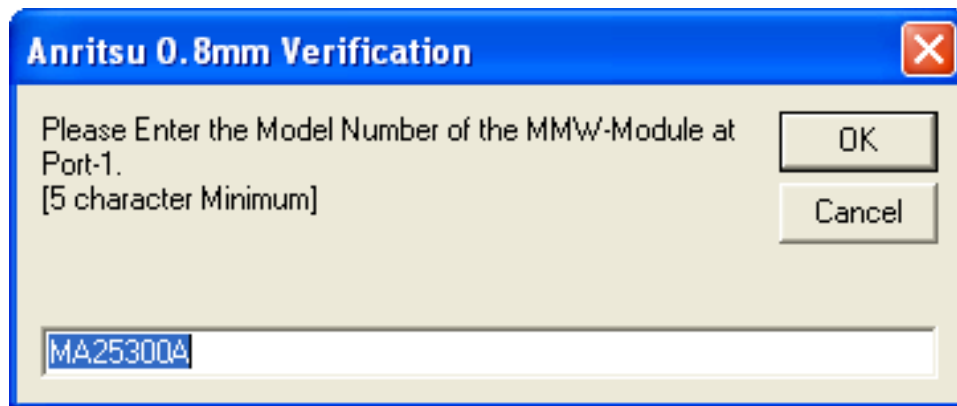 Anritsu 0.8mm Verification
Please Enter the Model Number of the MMW-Module at
Port-1.
[5 character Minimum]
OK
Cancel
MA25300A